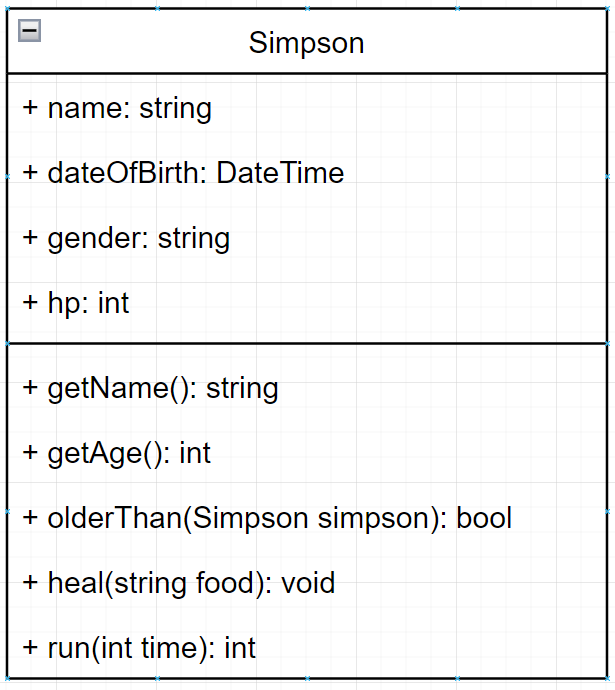 Simpson
+ name: string
+ dateOfBirth: DateTime
+ gender: string
+ hp: int
+ getName(): string
+ getAge(): int
+ olderThan(Simpson simpson): bool
+ heal(string food): void
+ run(int time): int